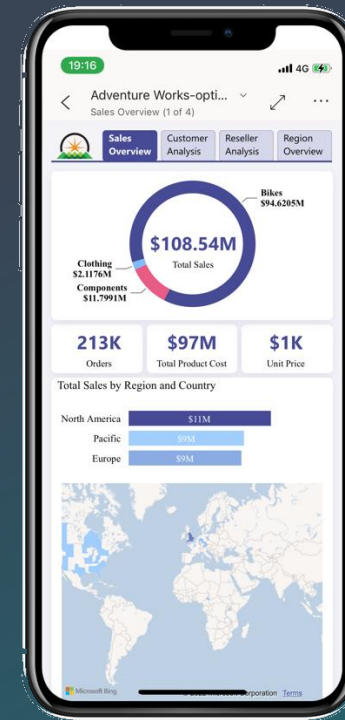 19:16
4G
Adventure Works-opti...
Sales Overview (1 of 4)
Sales
Overview
Customer
Analysis
Reseller
Analysis
Region
Overview
Bikes
$94.6205M
$108.54M
Total Sales
Clothing
$2.1176M
Components
$11.7991M
213K
Orders
$97M
Total Product Cost
$1K
Unit Price
Total Sales by Region and Country
North America
$11M
Pacific
$9M
Europe
$9M
Microsoft Bing
Corporation Terms